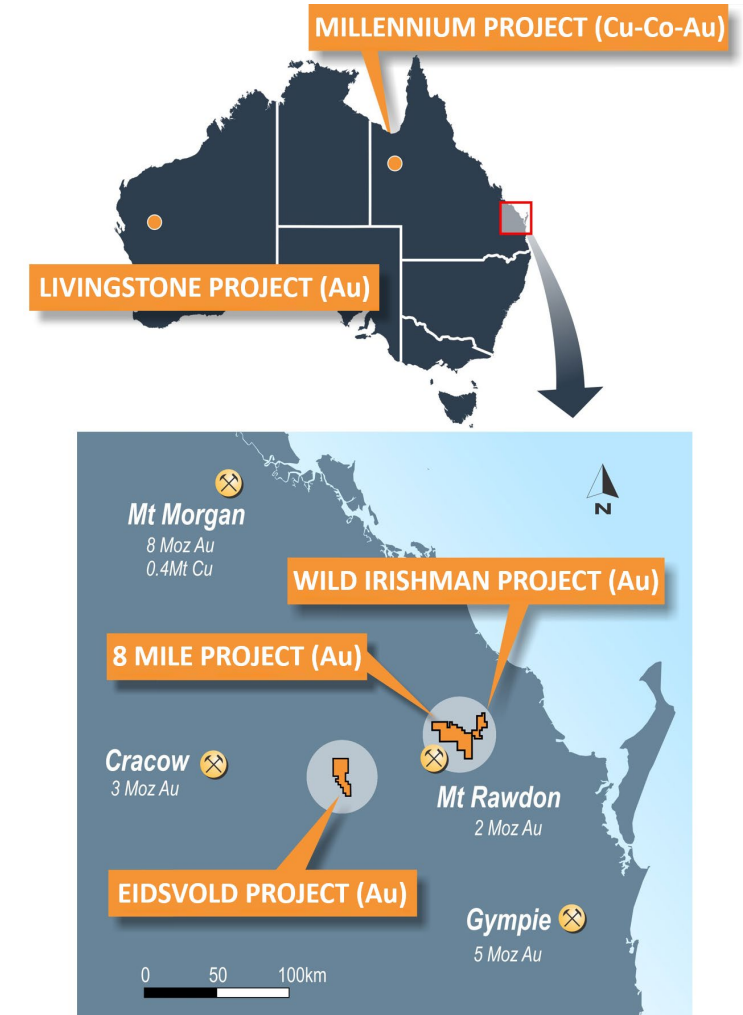 MILLENNIUM PROJECT (Cu-Co-Au)
LIVINGSTONE PROJECT (Au)
Mt Morgan
8 Moz Au
0.4Mt Cu
N
WILD IRISHMAN PROJECT (Au)
8 MILE PROJECT (Au)
Cracow
3 Moz Au
Mt Rawdon
2 Moz Au
EIDSVOLD PROJECT (Au)
Gympie
5 Moz Au
0 50 100km